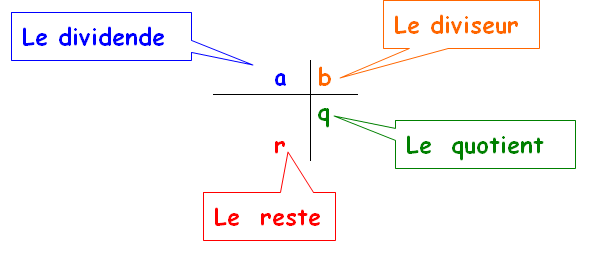 Le diviseur
Le dividende
a b
q
Le quotient
r
Le reste